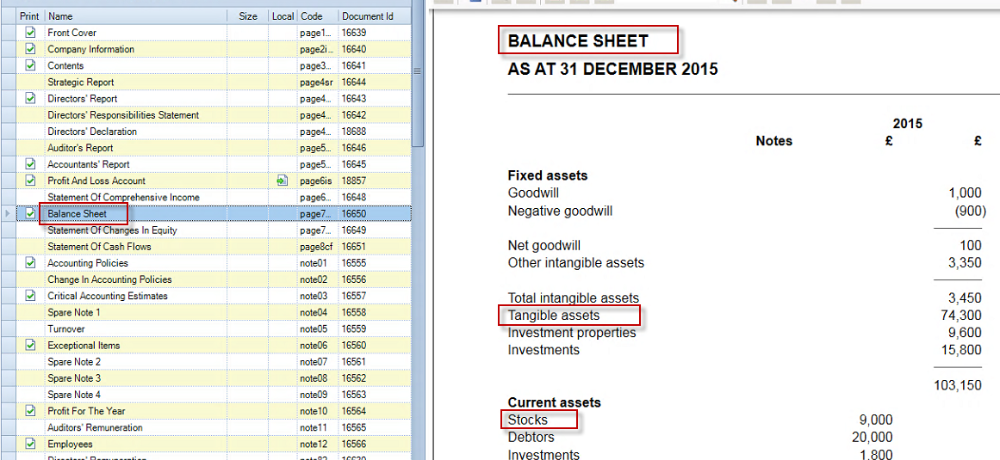 Print Name Size Local Code Document Id
Front Cover page1... 16639
Company Information page2i... 16640
Contents page3... 16641
Strategic Report page4sr 16644
Directors' Report page4... 16643
Directors' Responsibilities Statement page4... 16642
Directors' Declaration page4... 18688
Auditor's Report page5... 16646
Accountants' Report page5... 16645
Profit And Loss Account page6is 18857
Statement Of Comprehensive Income page6... 16648
Balance Sheet page7... 16650
Statement Of Changes In Equity page7... 16649
Statement Of Cash Flows page8cf 16651
Accounting Policies note01 16555
Change In Accounting Policies note02 16556
Critical Accounting Estimates note03 16557
Spare Note 1 note04 16558
Turnover note05 16559
Exceptional Items note06 16560
Spare Note 2 note07 16561
Spare Note 3 note08 16562
Spare Note 4 note09 16563
Profit For The Year note10 16564
Auditors' Remuneration note11 16565
Employees note12 16566
BALANCE SHEET
AS AT 31 DECEMBER 2015
2015
Notes £ £
Fixed assets
Goodwill 1,000
Negative goodwill (900)
Net goodwill 100
Other intangible assets 3,350
Total intangible assets 3,450
Tangible assets 74,300
Investment properties 9,600
Investments 15,800
103,150
Current assets
Stocks 9,000
Debtors 20,000
Investments 1,800